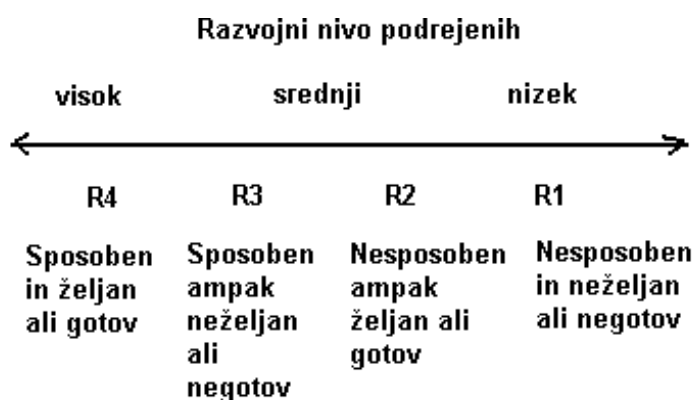 Razvojni nivo podrejenih
visok srednji nizek
R4 R3 R2 R1
Sposoben
in željan
ali gotov
Sposoben
ampak
neželjan
ali
negotov
Nesposoben
ampak
željan ali
gotov
Nesposoben
in neželjan
ali negotov